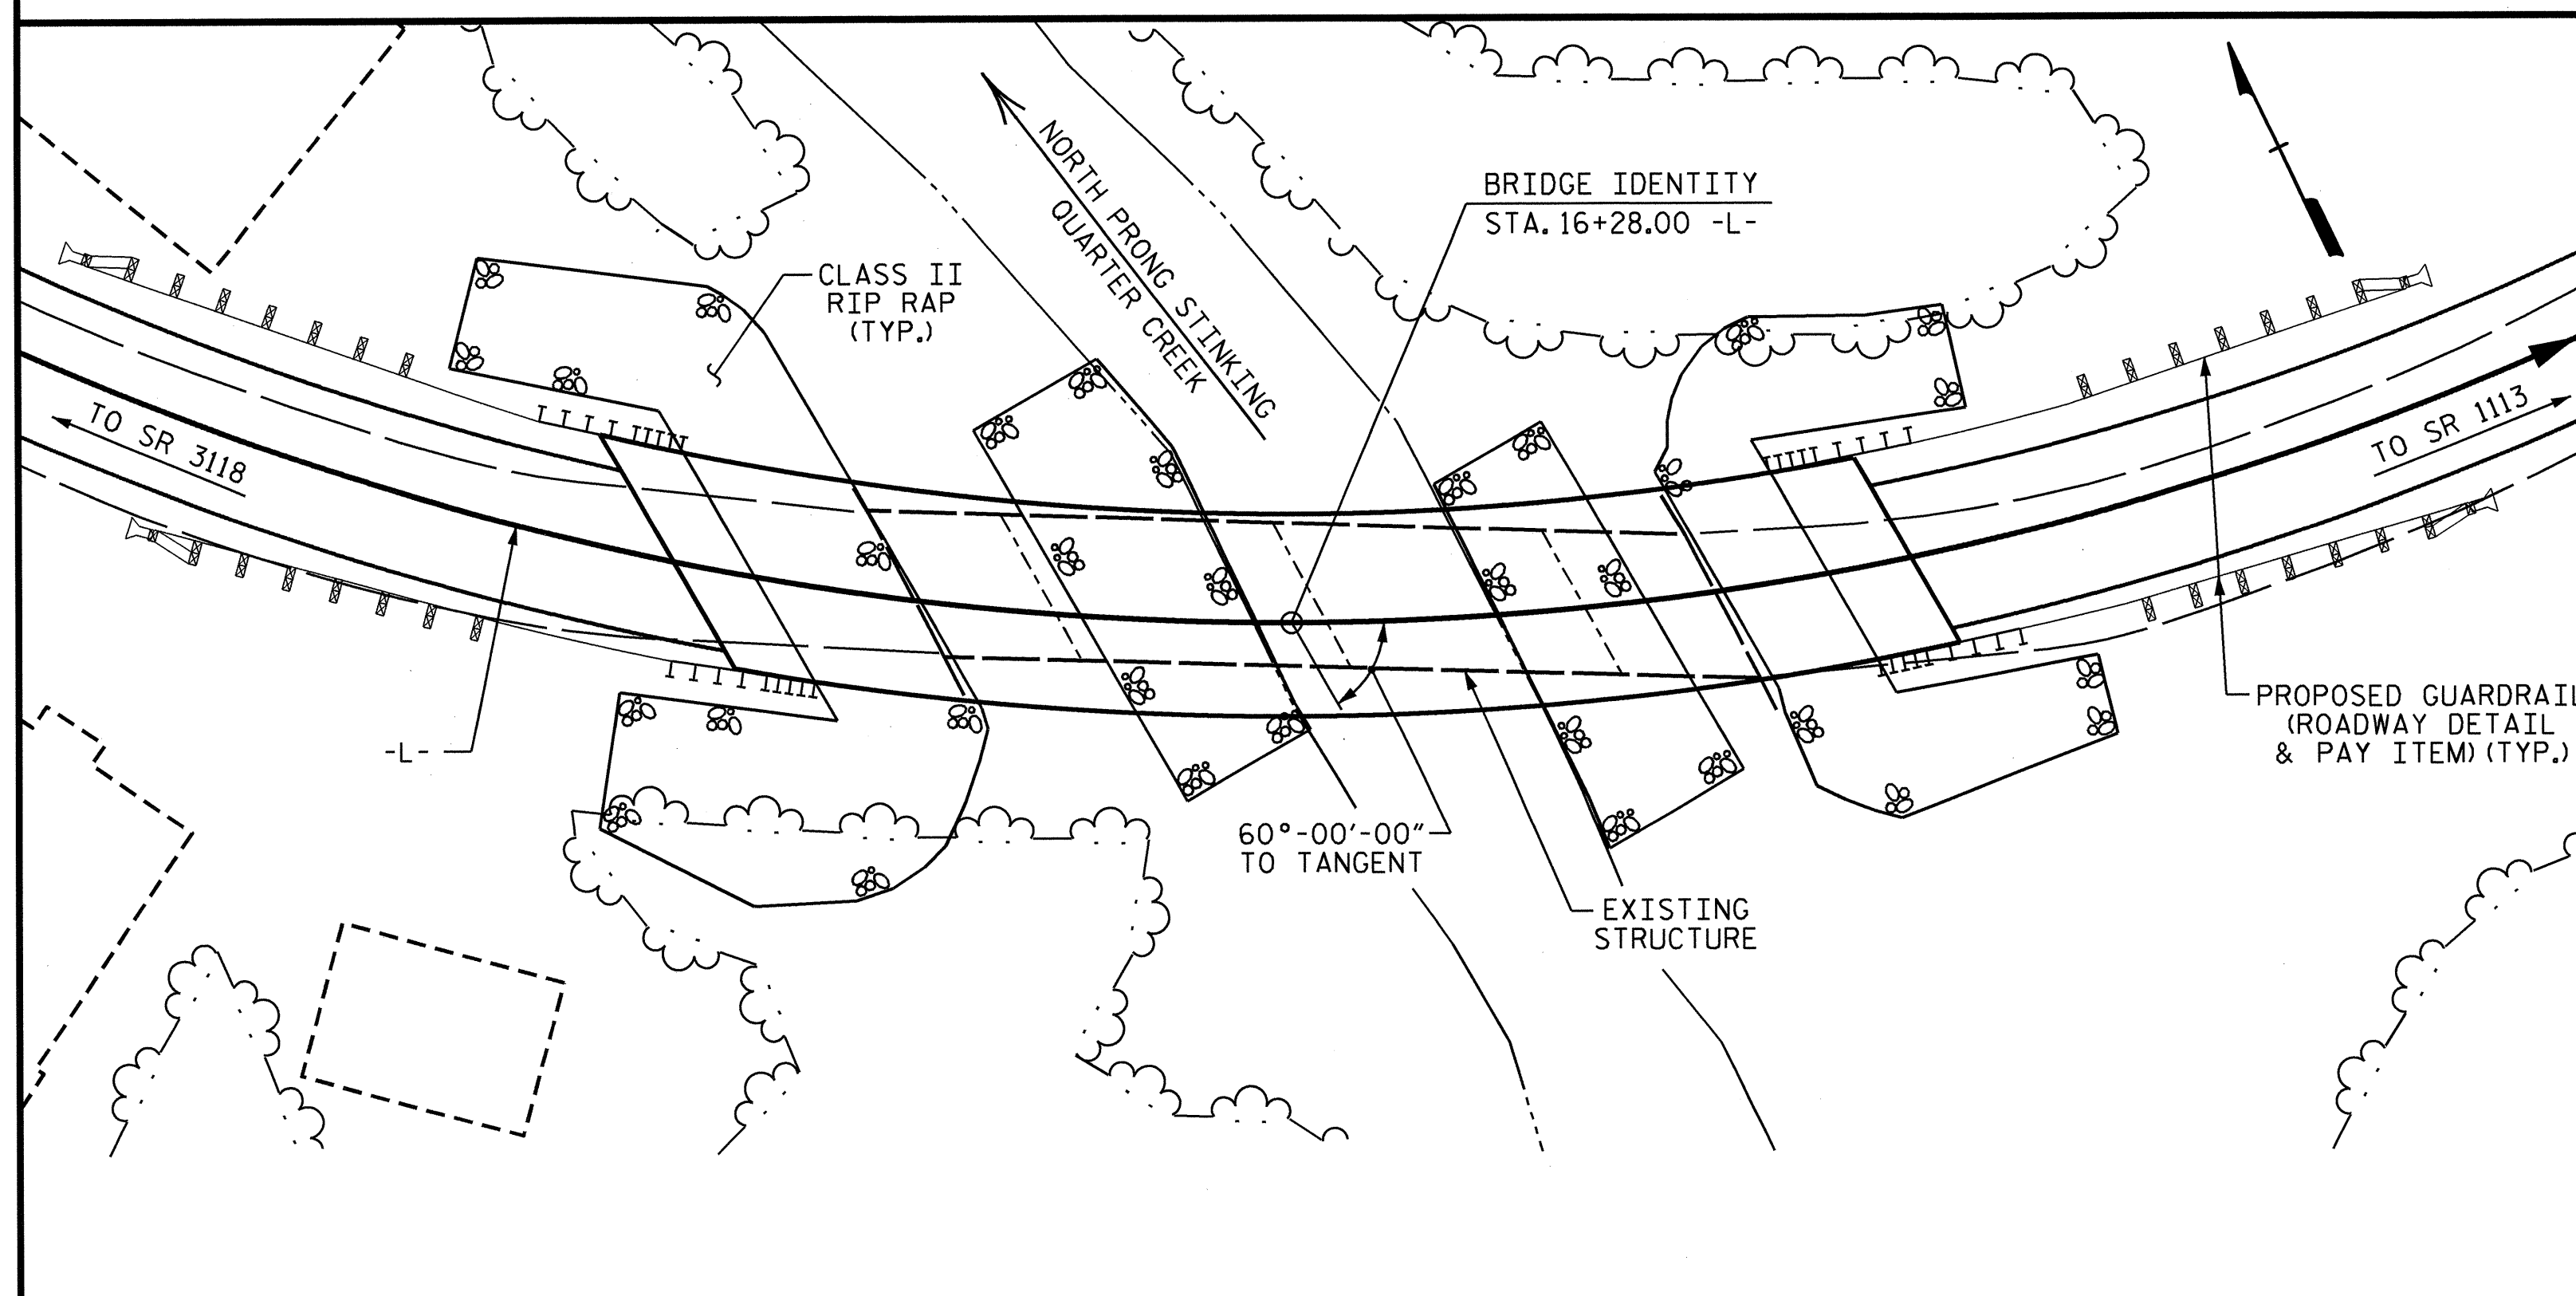 NORTH PRONG STINKING
QUARTER CREEK
BRIDGE IDENTITY
STA. 16+28.00 -L-
CLASS II
RIP RAP
(TYP.)
TO SR 3118
TO SR 1113
-L-
60°-00'-00"
TO TANGENT
EXISTING
STRUCTURE
PROPOSED GUARDRAIL
(ROADWAY DETAIL
& PAY ITEM) (TYP.)